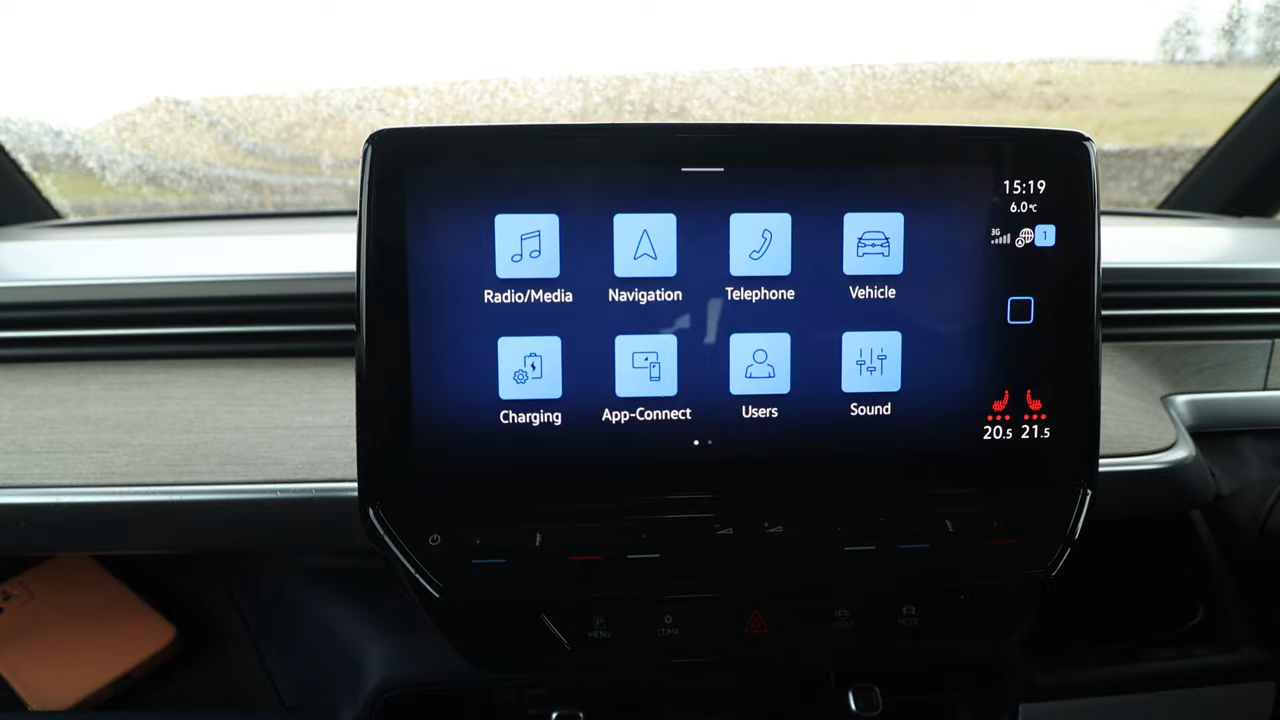 15:19
6.0°C
3G
1
Radio/Media Navigation Telephone Vehicle
Charging App-Connect Users Sound
20.5 21.5
P
MENU CLIMA MODE